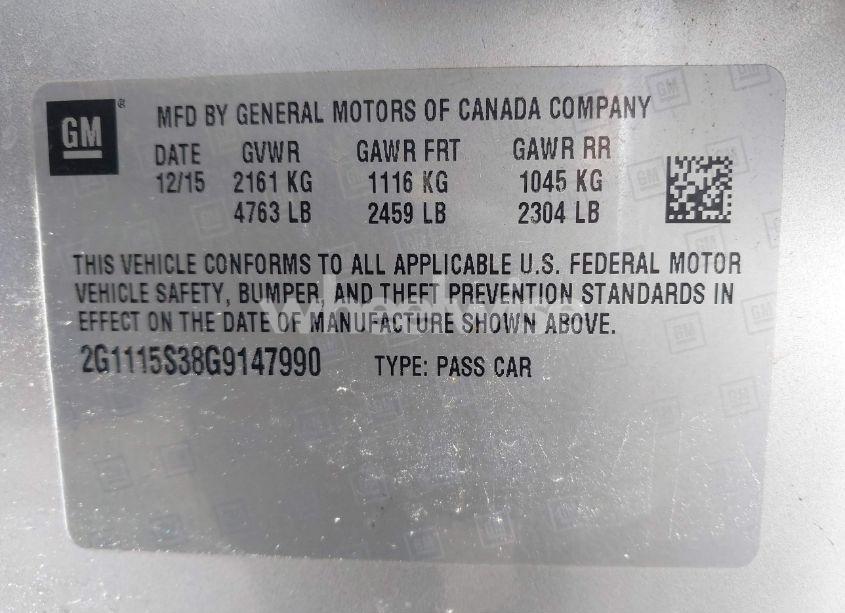 GM ® MFD BY GENERAL MOTORS OF CANADA COMPANY
DATE GVWR GAWR FRT GAWR RR
12/15 2161 KG 1116 KG 1045 KG
4763 LB 2459 LB 2304 LB
THIS VEHICLE CONFORMS TO ALL APPLICABLE U.S. FEDERAL MOTOR
VEHICLE SAFETY, BUMPER, AND THEFT PREVENTION STANDARDS IN
EFFECT ON THE DATE OF MANUFACTURE SHOWN ABOVE.
2G1115S38G9147990 TYPE: PASS CAR